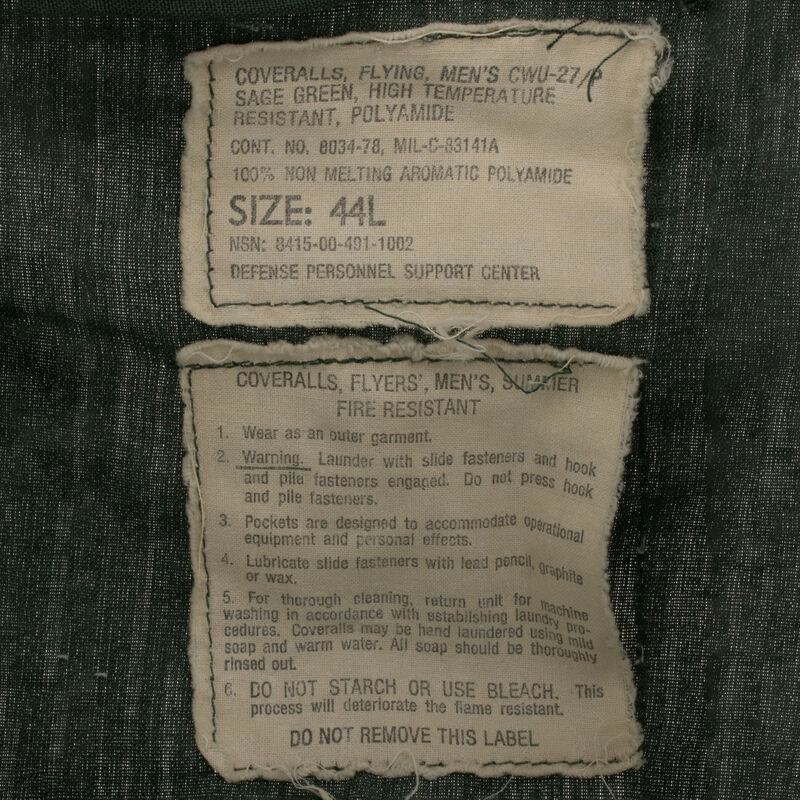 COVERALLS, FLYING, MEN'S CWU-27/P
SAGE GREEN, HIGH TEMPERATURE
RESISTANT, POLYAMIDE
CONT. NO. 8034-78, MIL-C-83141A
100% NON MELTING AROMATIC POLYAMIDE
SIZE: 44L
NSN: 8415-00-491-1002
DEFENSE PERSONNEL SUPPORT CENTER
COVERALLS, FLYERS', MEN'S, SUMMER
FIRE RESISTANT
1. Wear as an outer garment.
2. Warning. Launder with slide fasteners and hook
and pile fasteners engaged. Do not press hook
and pile fasteners.
3. Pockets are designed to accommodate operational
equipment and personal effects.
4. Lubricate slide fasteners with lead pencil, graphite
or wax.
5. For thorough cleaning, return unit for machine
washing in accordance with establishing laundry pro-
cedures. Coveralls may be hand laundered using mild
soap and warm water. All soap should be thoroughly
rinsed out.
6. DO NOT STARCH OR USE BLEACH. This
process will deteriorate the flame resistant.
DO NOT REMOVE THIS LABEL